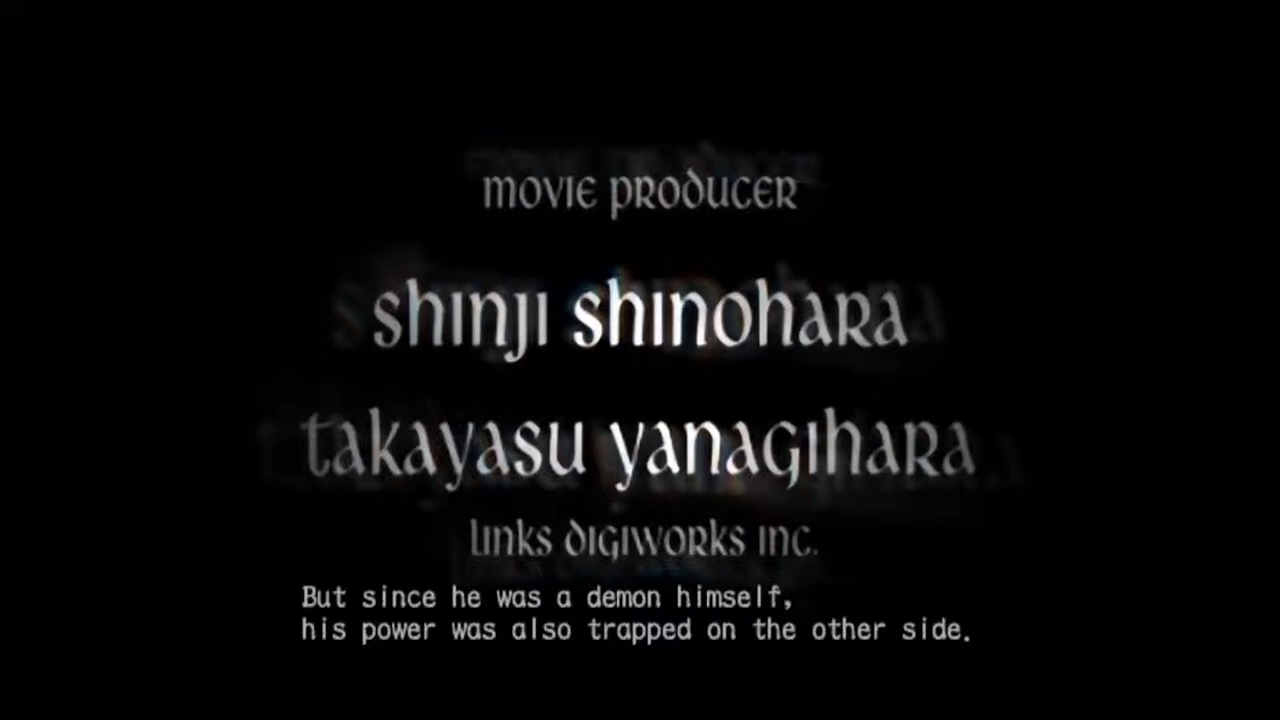 movie producer
shinji shinohara
takayasu yanagihara
links digiworks inc.
But since he was a demon himself,
his power was also trapped on the other side.